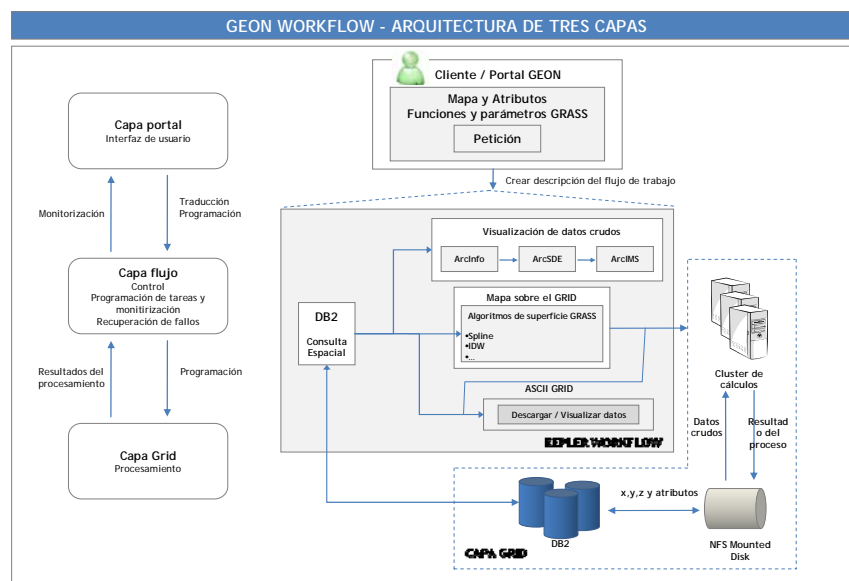 GEON WORKFLOW - ARQUITECTURA DE TRES CAPAS
Capa portal
Interfaz de usuario
Monitorización
Traducción
Programación
Capa flujo
Control
Programación de tareas y
monitirización
Recuperación de fallos
Resultados del
procesamiento
Programación
Capa Grid
Procesamiento
Cliente / Portal GEON
Mapa y Atributos
Funciones y parámetros GRASS
Petición
Crear descripción del flujo de trabajo
Visualización de datos crudos
ArcInfo
ArcSDE
ArcIMS
DB2
Consulta
Espacial
Mapa sobre el GRID
Algoritmos de superficie GRASS
•Spline
•IDW
•...
ASCII GRID
Descargar / Visualizar datos
KEPLER WORKFLOW
Cluster de
cálculos
Datos
crudos
Resultad
o del
proceso
x,y,z y atributos
DB2
NFS Mounted
Disk
CAPA GRID